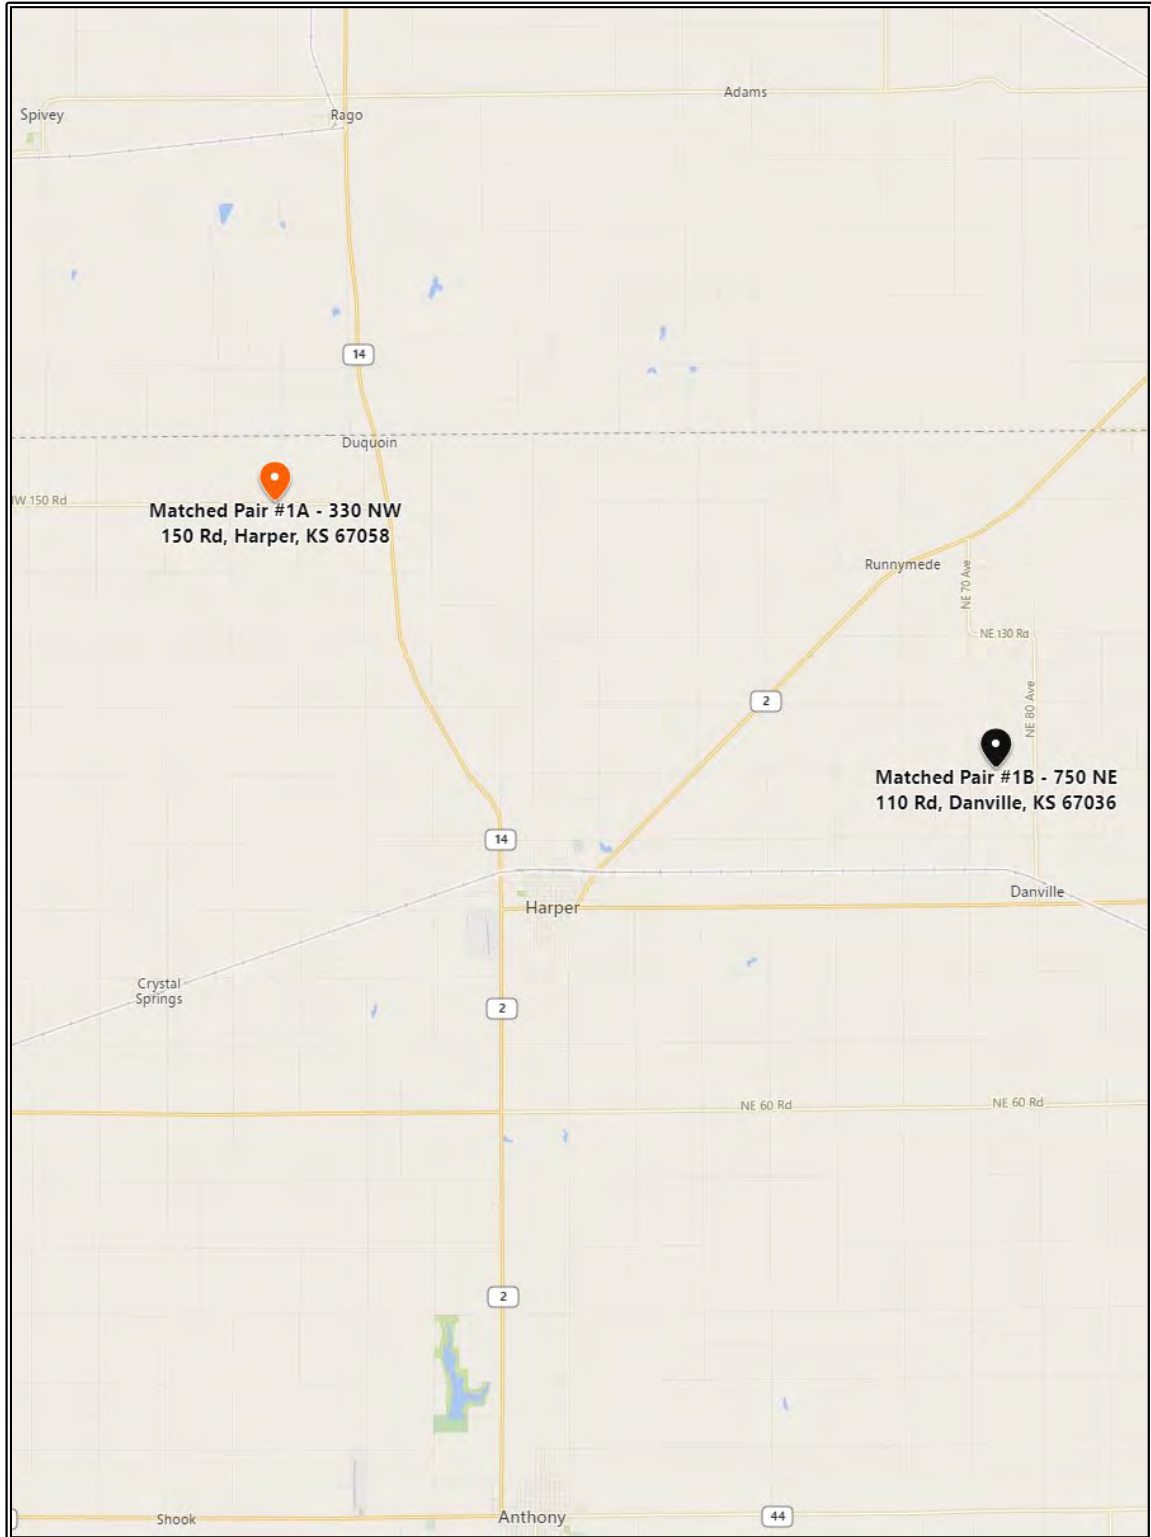 Adams
Spivey
Rago
14
Duquoin
W 150 Rd
Matched Pair #1A - 330 NW
150 Rd, Harper, KS 67058
Runnymede
NE 70 Ave
NE 130 Rd
NE 80 Ave
2
Matched Pair #1B - 750 NE
110 Rd, Danville, KS 67036
14
Danville
Harper
Crystal
Springs
2
NE 60 Rd
NE 60 Rd
2
Shook
Anthony
44